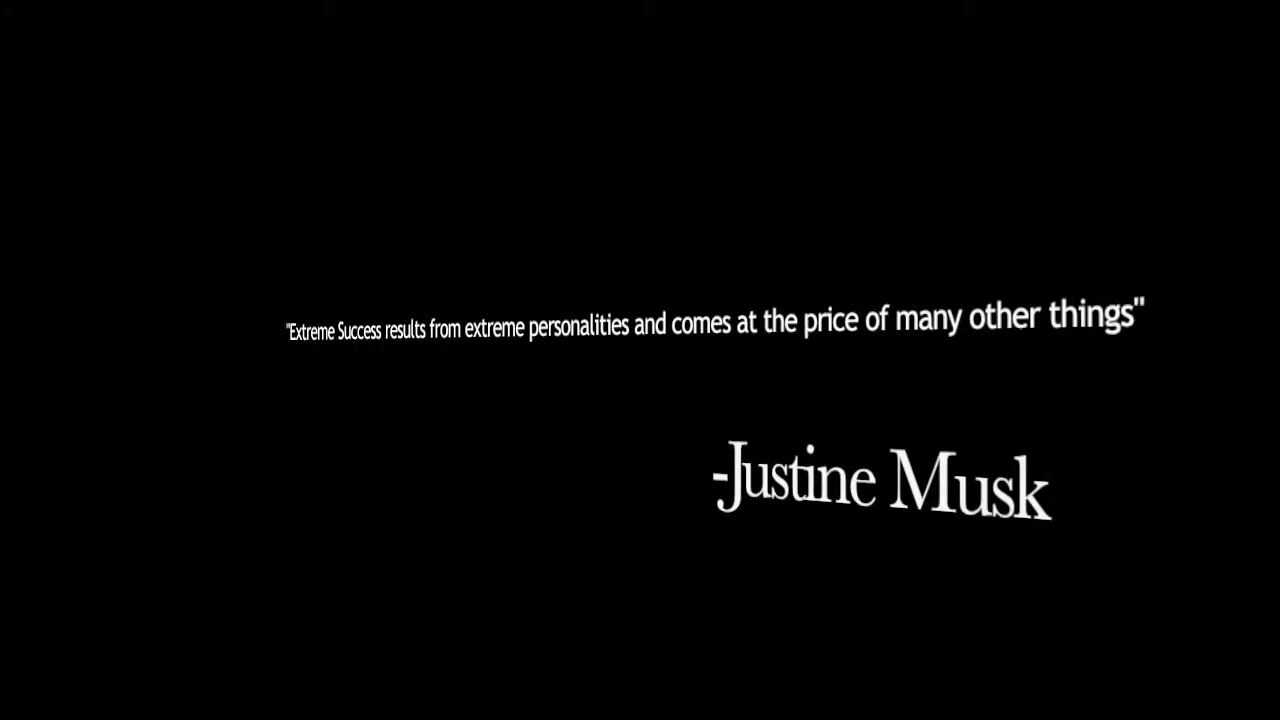 "Extreme Success results from extreme personalities and comes at the price of many other things"
-Justine Musk